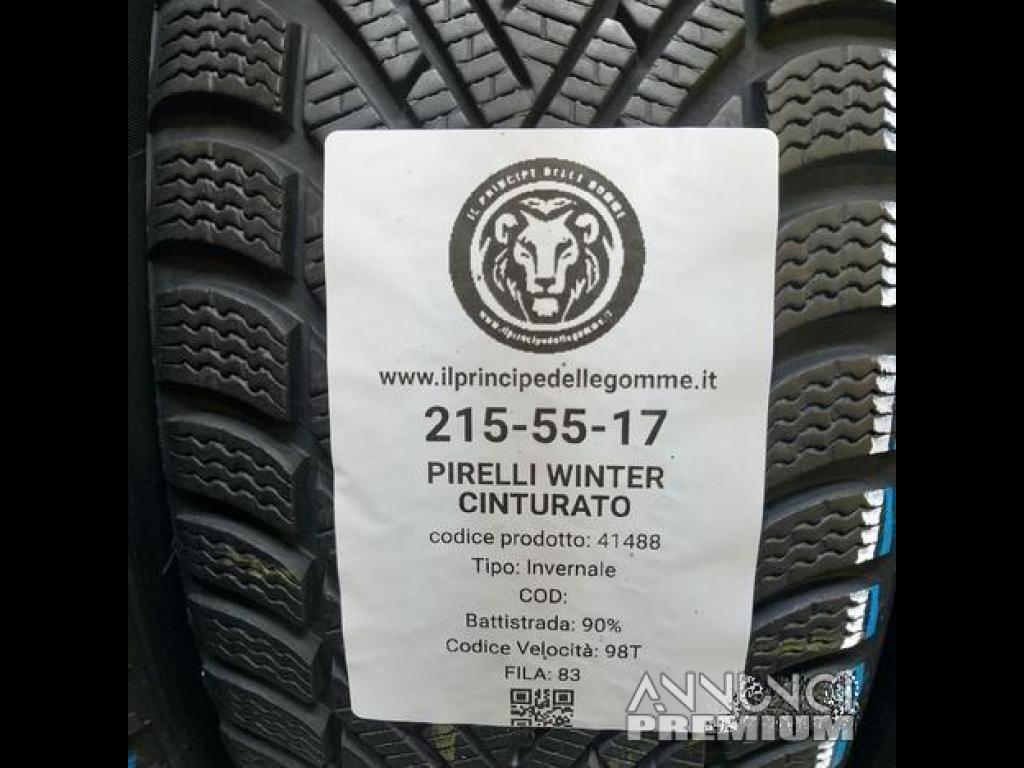 IL PRINCIPE DELLE GOMME
www.ilprincipedellegomme.it
www.ilprincipedellegomme.it
215-55-17
PIRELLI WINTER
CINTURATO
codice prodotto: 41488
Tipo: Invernale
COD:
Battistrada: 90%
Codice Velocità: 98T
FILA: 83
ANNUNCI
PREMIUM